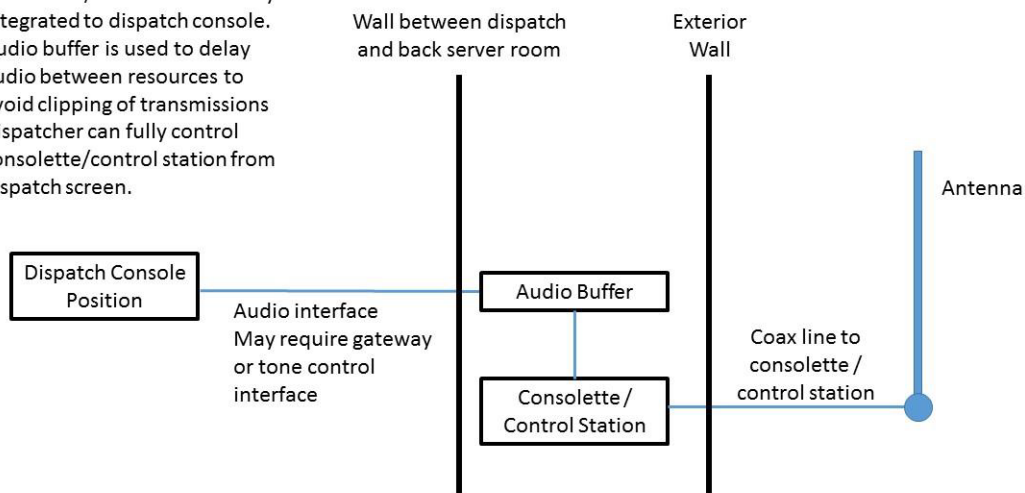 ntegrated to dispatch console.
udio buffer is used to delay
udio between resources to
void clipping of transmissions
ispatcher can fully control
onsolette/control station from
spatch screen.
Wall between dispatch
and back server room
Exterior
Wall
Antenna
Dispatch Console
Position
Audio interface
May require gateway
or tone control
interface
Audio Buffer
Consolette /
Control Station
Coax line to
consolette /
control station